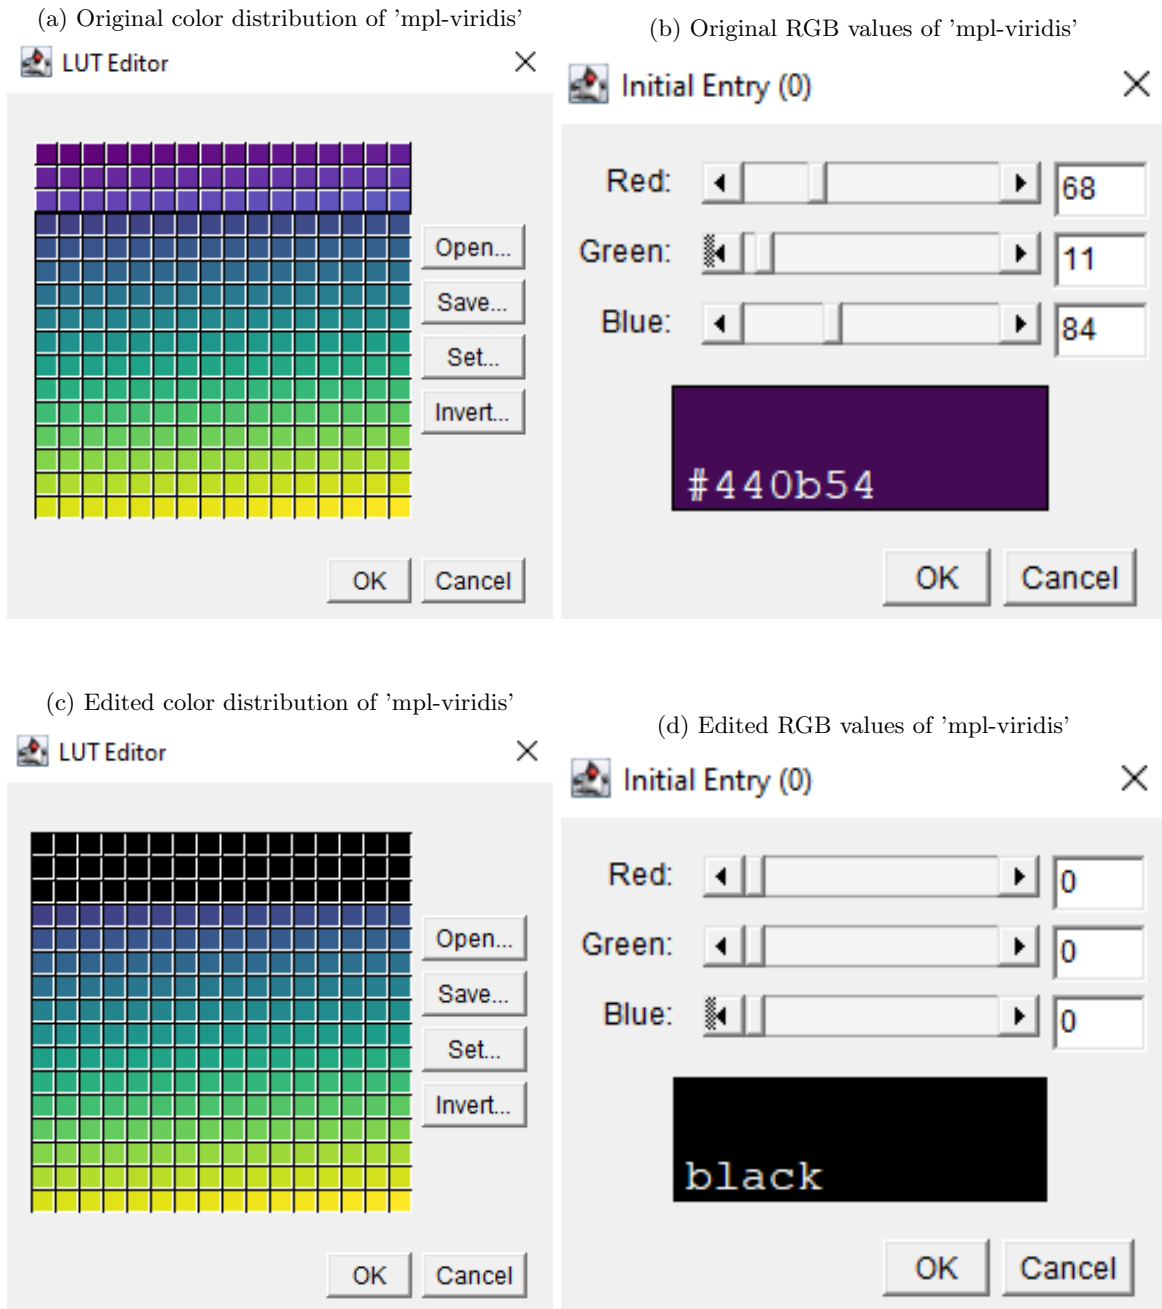 (a) Original color distribution of 'mpl-viridis'
LUT Editor
Open...
Save...
Set...
Invert...
OK Cancel
(b) Original RGB values of 'mpl-viridis'
Initial Entry (0)
Red: 68
Green: 11
Blue: 84
#440b54
OK Cancel
(c) Edited color distribution of 'mpl-viridis'
LUT Editor
Open...
Save...
Set...
Invert...
OK Cancel
(d) Edited RGB values of 'mpl-viridis'
Initial Entry (0)
Red: 0
Green: 0
Blue: 0
black
OK Cancel